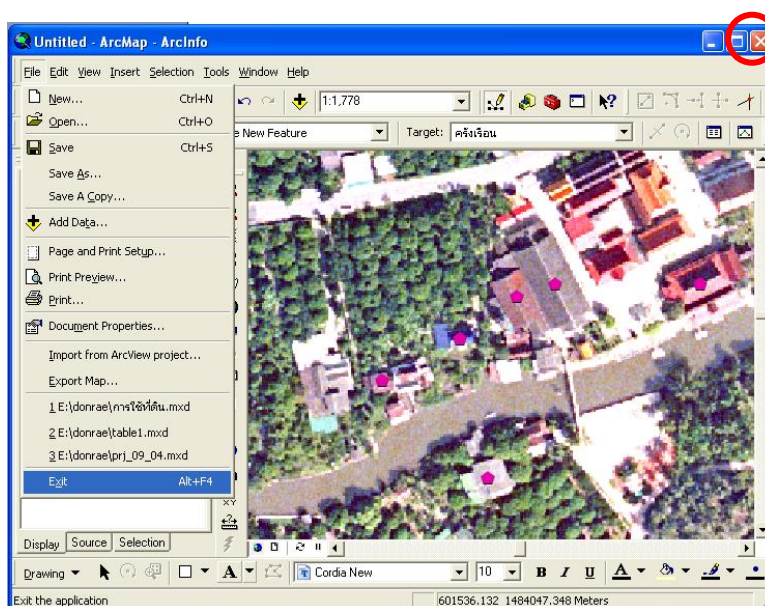 Untitled - ArcMap - ArcInfo
File Edit View Insert Selection Tools Window Help
New... Ctrl+N
1:1,778
Open... Ctrl+O
e New Feature
Target: ครัวเรือน
Save Ctrl+S
Save As...
Save A Copy...
Add Data...
Page and Print Setup...
Print Preview...
Print...
Document Properties...
Import from ArcView project...
Export Map...
1 E:\donrae\การใช้ที่ดิน.mxd
2 E:\donrae\table1.mxd
3 E:\donrae\prj_09_04.mxd
Exit Alt+F4
XY
Display Source Selection
Drawing
A
Cordia New
10
B I U A
Exit the application
601536.132 1484047.348 Meters